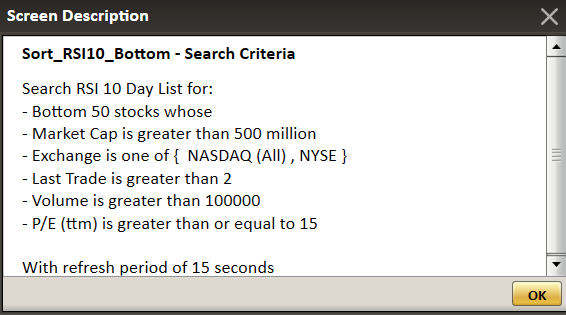 Screen Description
Sort_RSI10_Bottom - Search Criteria
Search RSI 10 Day List for:
- Bottom 50 stocks whose
- Market Cap is greater than 500 million
- Exchange is one of {  NASDAQ (All) , NYSE }
- Last Trade is greater than 2
- Volume is greater than 100000
- P/E (ttm) is greater than or equal to 15
With refresh period of 15 seconds
OK